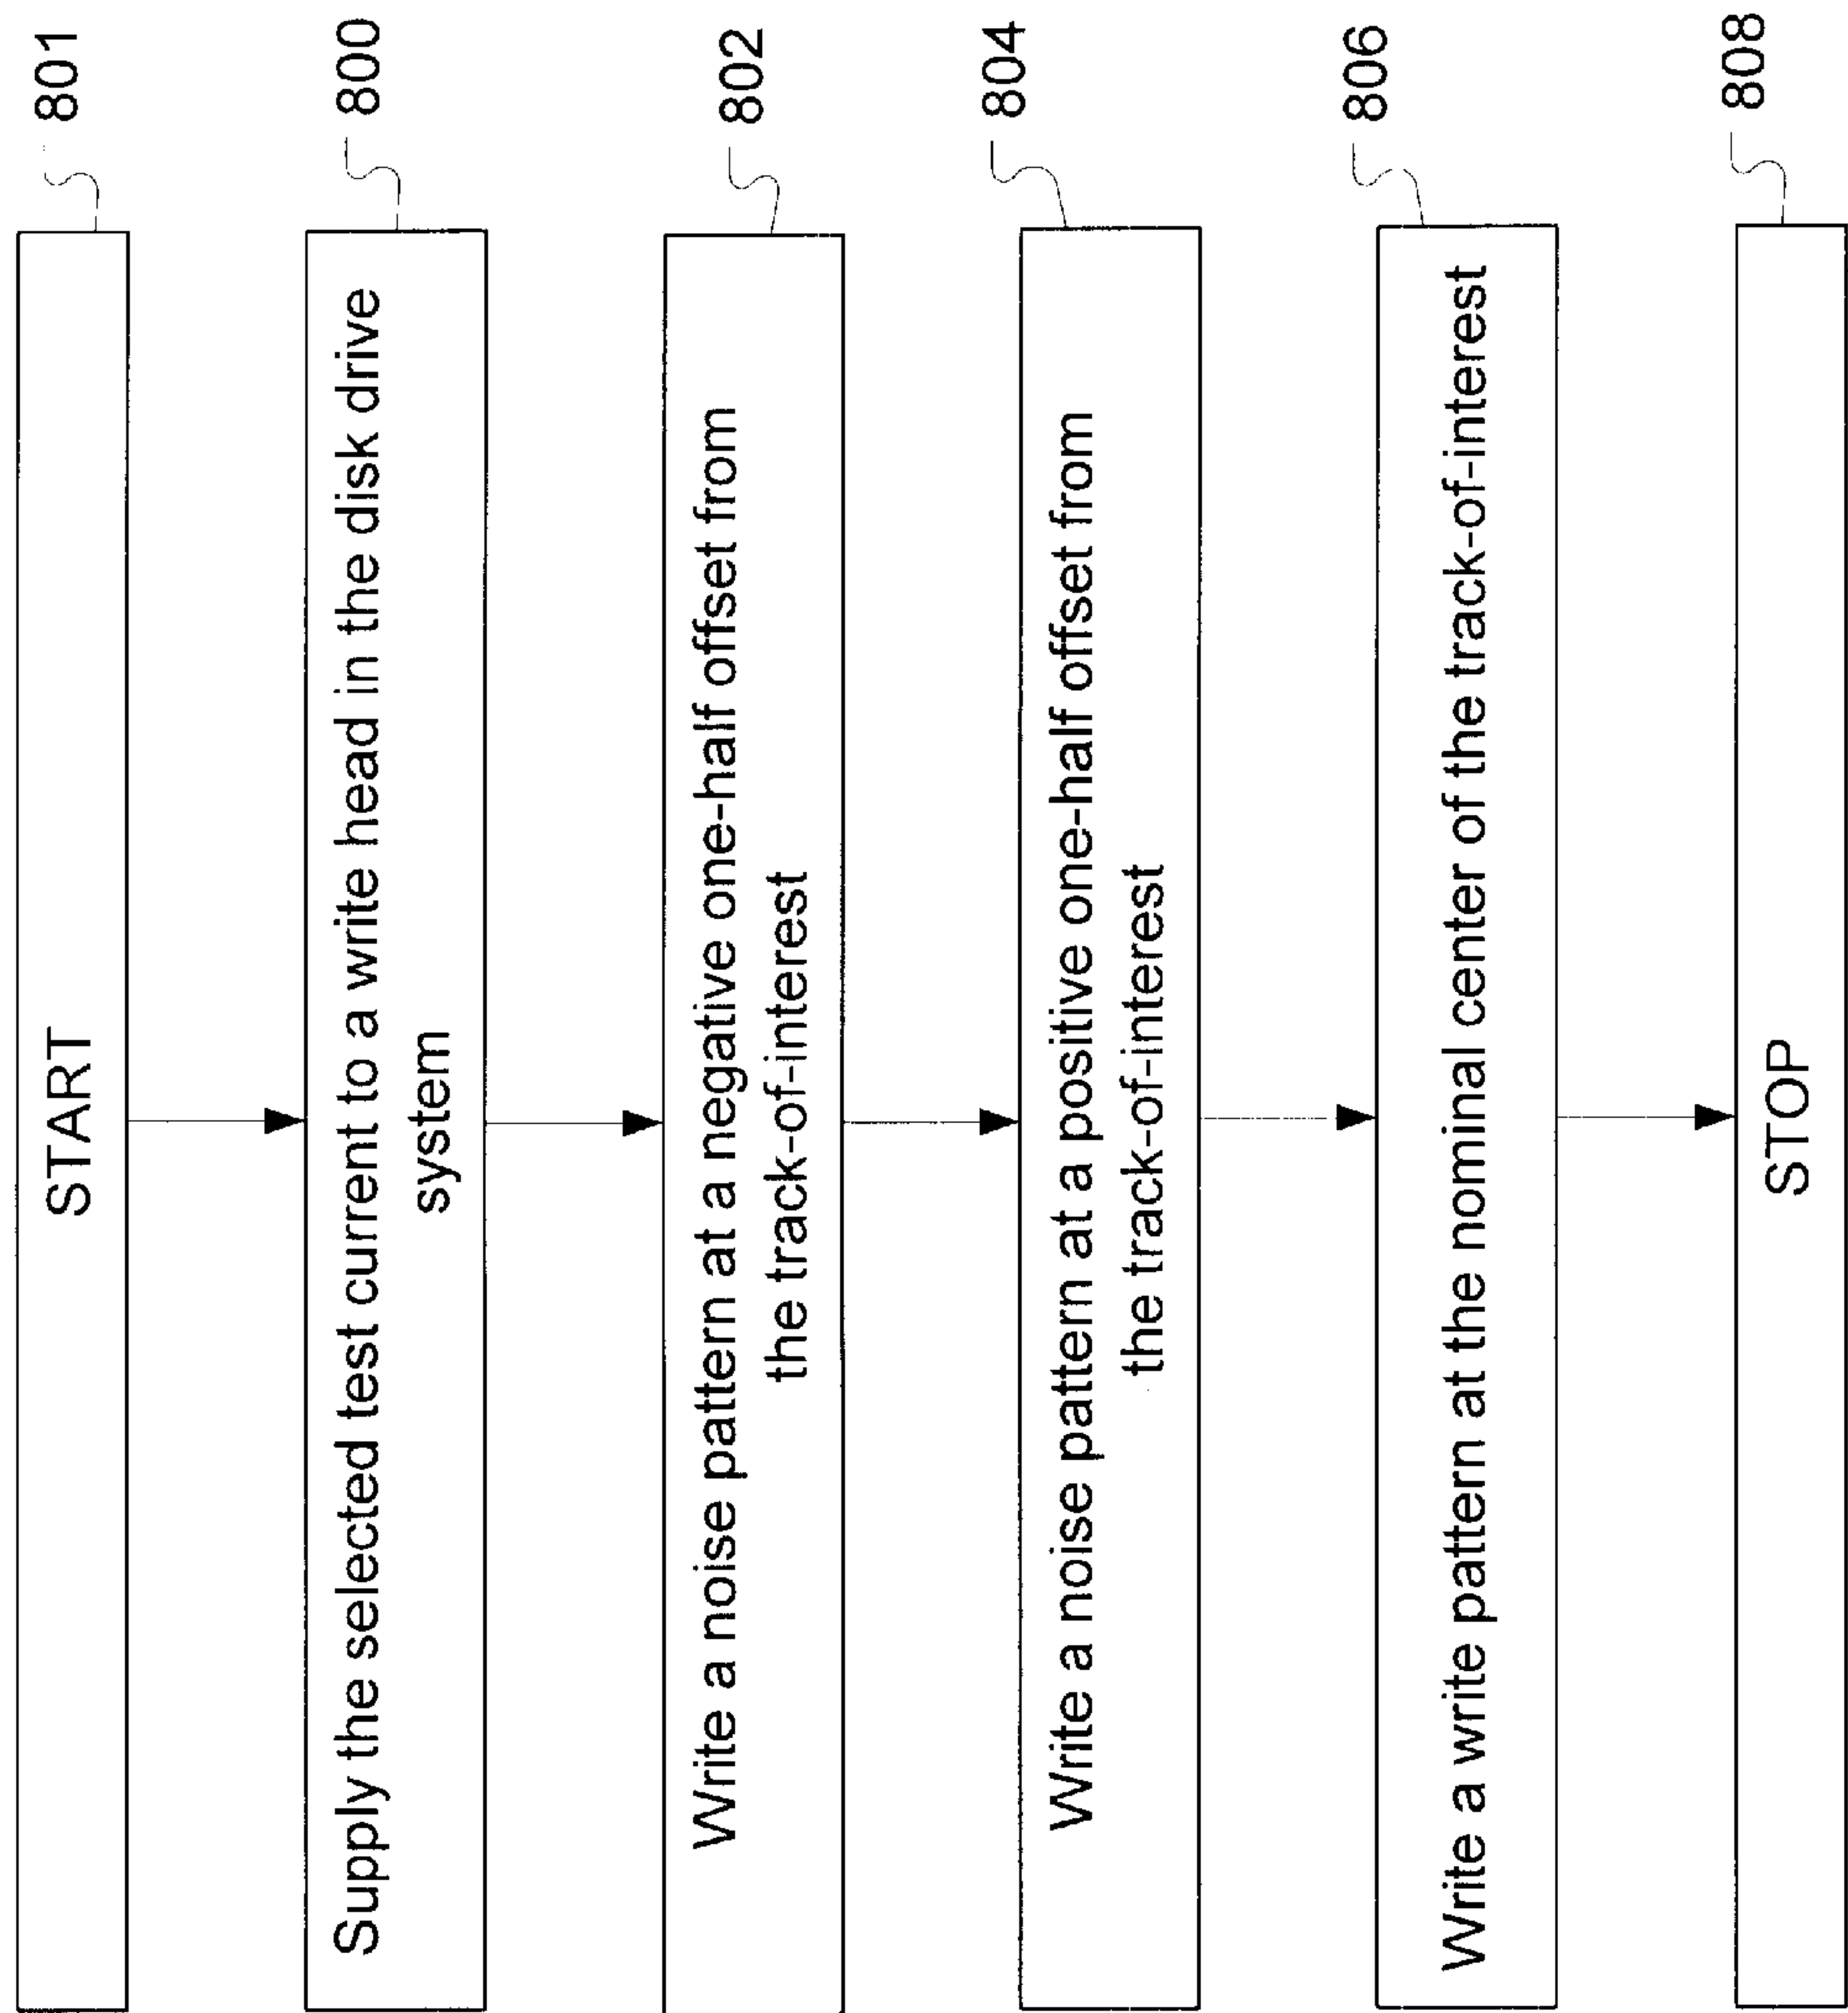 START
801
Supply the selected test current to a write head in the disk drive
system
800
Write a noise pattern at a negative one-half offset from
the track-of-interest
802
Write a noise pattern at a positive one-half offset from
the track-of-interest
804
Write a write pattern at the nominal center of the track-of-interest
806
STOP
808